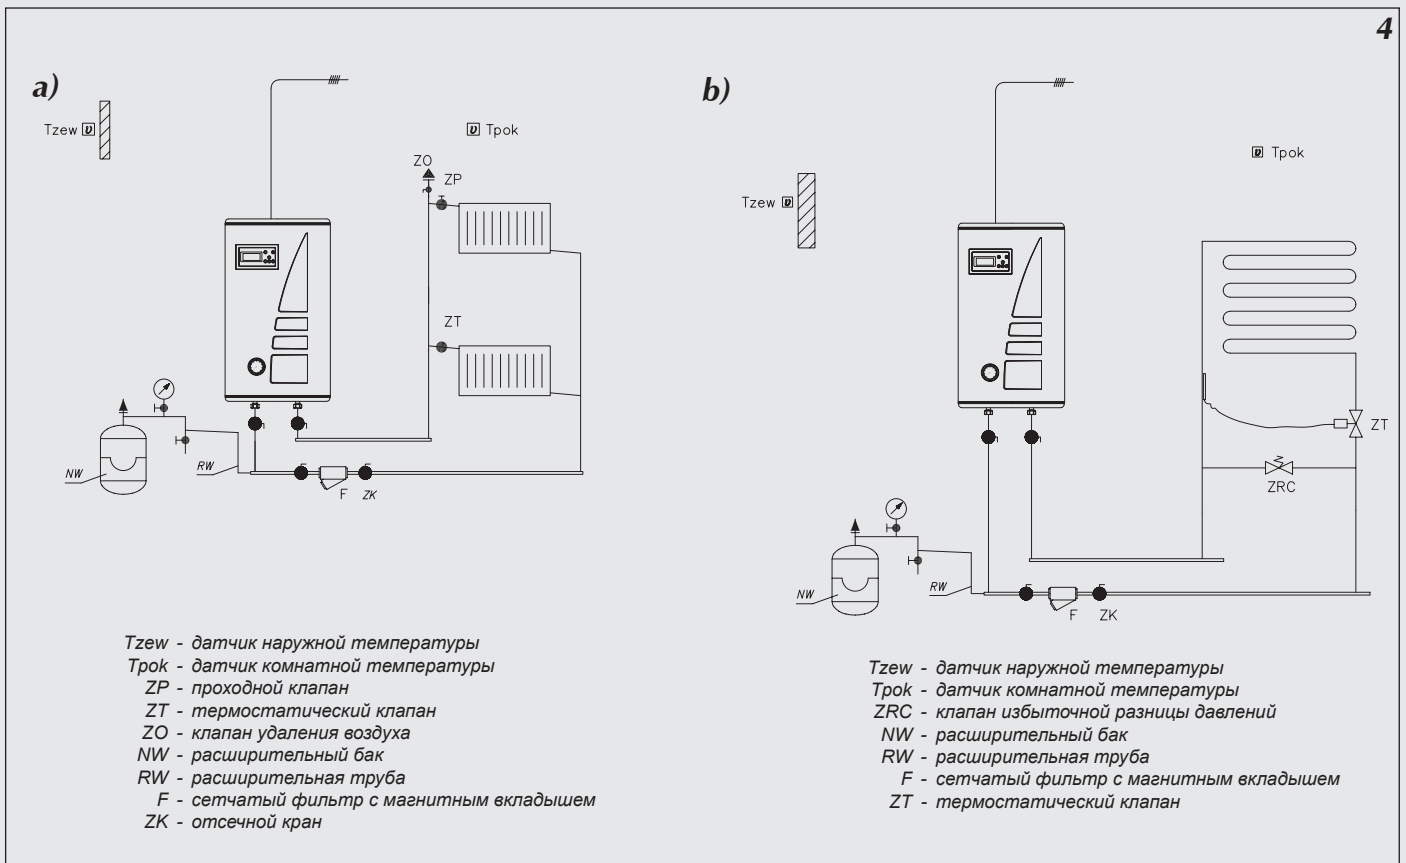 4
a)
Tzew
Tpok
ZO
ZP
ZT
NW
RW
F
ZK
Tzew - датчик наружной температуры
Tpok - датчик комнатной температуры
ZP - проходной клапан
ZT - термостатический клапан
ZO - клапан удаления воздуха
NW - расширительный бак
RW - расширительная труба
F - сетчатый фильтр с магнитным вкладышем
ZK - отсечной кран
b)
Tpok
Tzew
ZT
ZRC
NW
RW
F
ZK
Tzew - датчик наружной температуры
Tpok - датчик комнатной температуры
ZRC - клапан избыточной разницы давлений
NW - расширительный бак
RW - расширительная труба
F - сетчатый фильтр с магнитным вкладышем
ZT - термостатический клапан